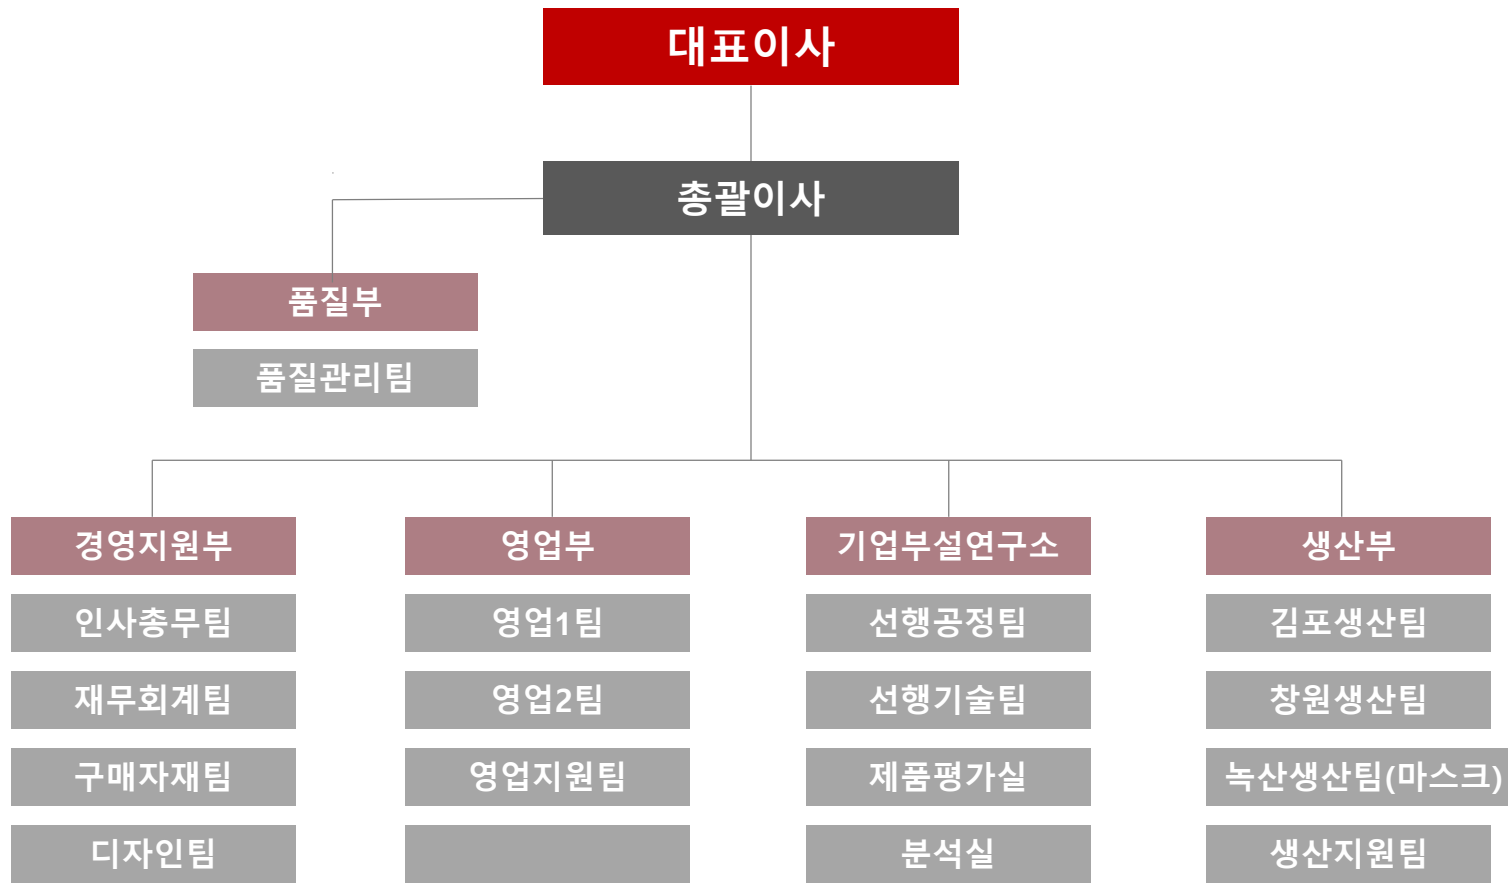 대표이사
총괄이사
품질부
품질관리팀
경영지원부
인사총무팀
재무회계팀
구매자재팀
디자인팀
영업부
영업1팀
영업2팀
영업지원팀
기업부설연구소
선행공정팀
선행기술팀
제품평가실
분석실
생산부
김포생산팀
창원생산팀
녹산생산팀(마스크)
생산지원팀